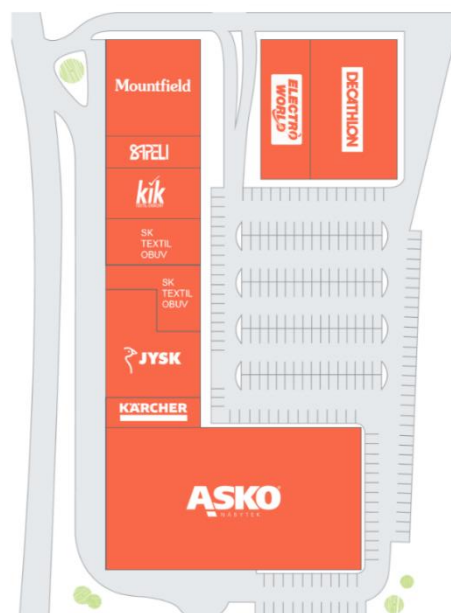 Mountfield
ELECTRO
WORLD
DECATHLON
SAPELI
kik
SK
TEXTIL
OBUV
SK
TEXTIL
OBUV
JYSK
KÄRCHER
ASKO
NÁBYTEK